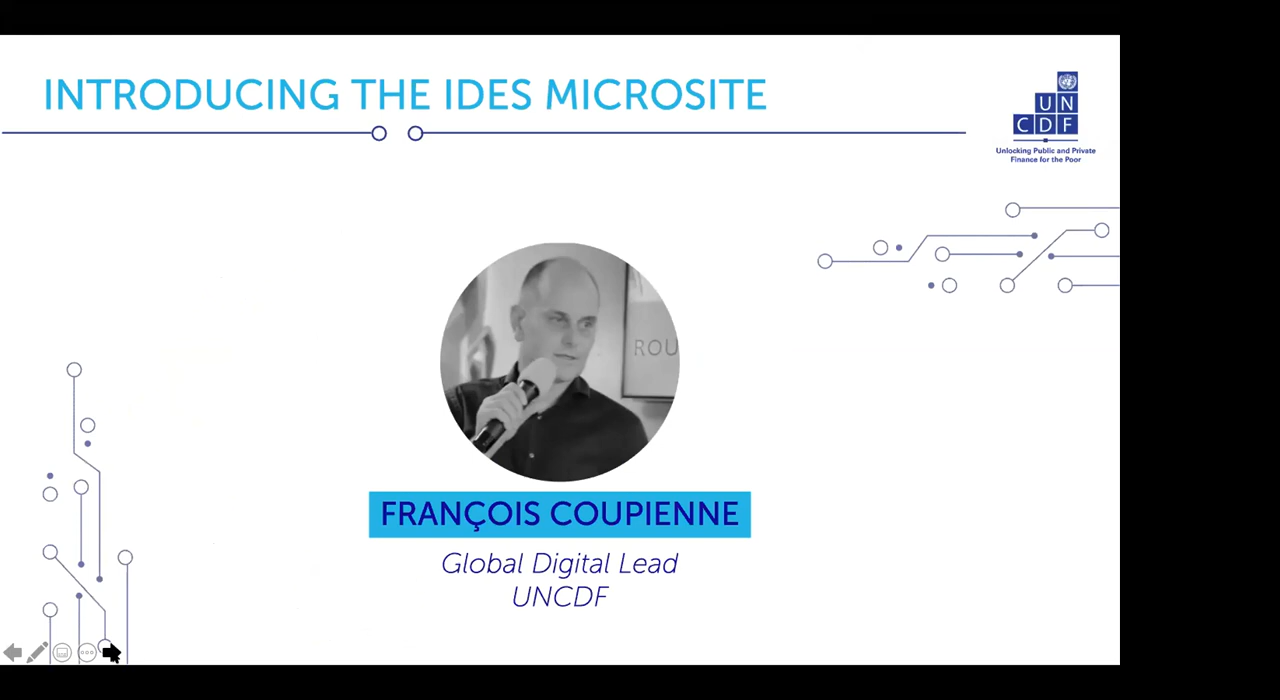 INTRODUCING THE IDES MICROSITE
UN
CDF
Unlocking Public and Private
Finance for the Poor
ROU
FRANÇOIS COUPIENNE
Global Digital Lead
UNCDF